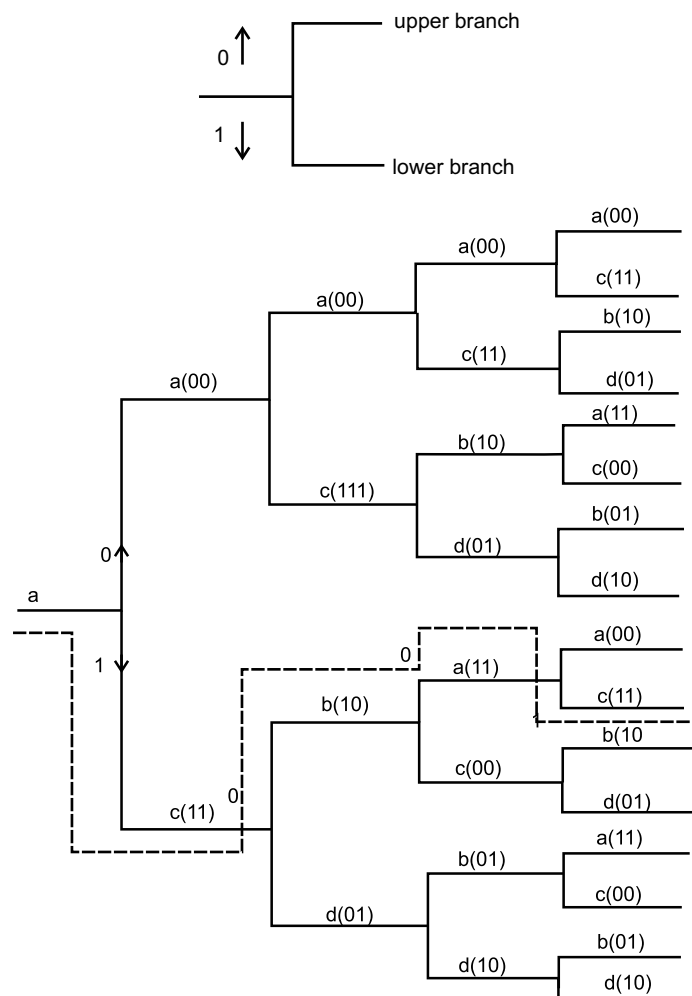 upper branch
0
1
lower branch
a(00)
a(00)
c(11)
a(00)
b(10)
c(11)
d(01)
a(00)
a(11)
b(10)
c(00)
c(111)
b(01)
d(01)
d(10)
0
a
a(00)
1
0
a(11)
c(11)
b(10)
b(10
c(00)
0
d(01)
c(11)
a(11)
b(01)
c(00)
d(01)
b(01)
d(10)
d(10)